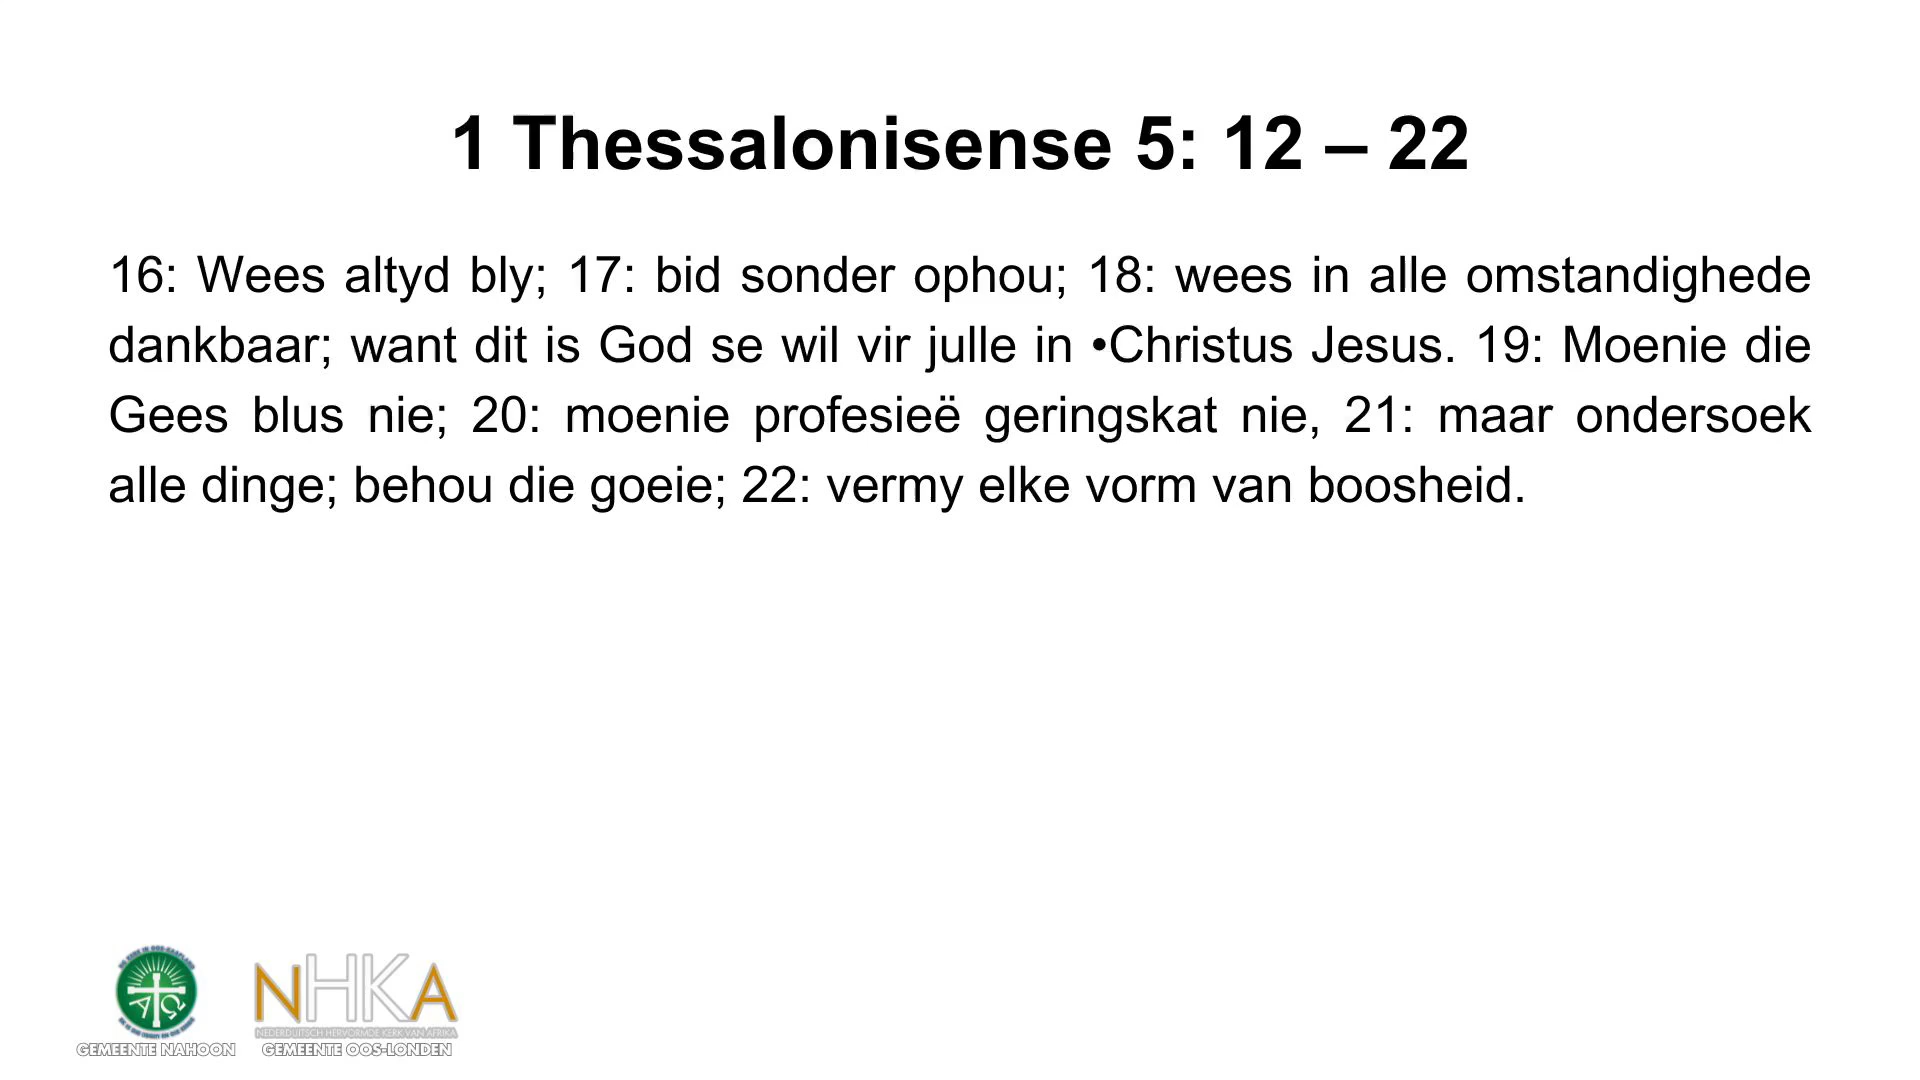 1 Thessalonisense 5: 12 – 22
16: Wees altyd bly; 17: bid sonder ophou; 18: wees in alle omstandighede
dankbaar; want dit is God se wil vir julle in •Christus Jesus. 19: Moenie die
Gees blus nie; 20: moenie profesieë geringskat nie, 21: maar ondersoek
alle dinge; behou die goeie; 22: vermy elke vorm van boosheid.
NHKA
NEDERDUITSCH HERVORMDE KERK VAN AFRIKA
GEMEENTE NAHOON
GEMEENTE OOS-LONDEN